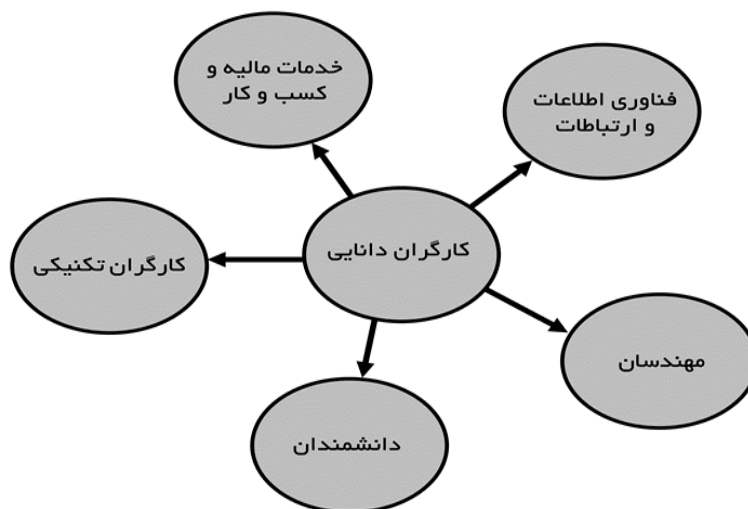 خدمات مالیه و
کسب و کار
فناوری اطلاعات
و ارتباطات
کارگران دانایی
کارگران تکنیکی
مهندسان
دانشمندان